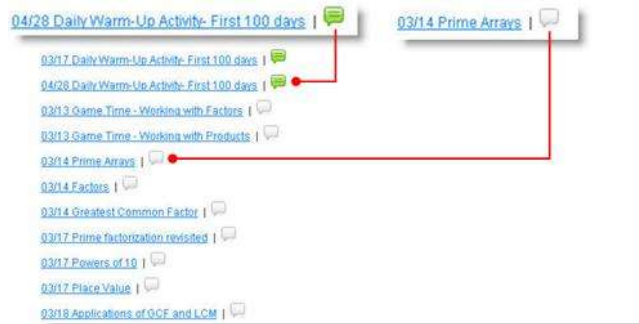 04/28 Daily Warm-Up Activity- First 100 days |
03/14 Prime Arrays |
03/17 Daily Warm-Up Activity- First 100 days |
04/28 Daily Warm-Up Activity- First 100 days |
03/13 Game Time - Working with Factors |
03/13 Game Time - Working with Products |
03/14 Prime Arrays |
03/14 Factors |
03/14 Greatest Common Factor |
03/17 Prime factorization revisited |
03/17 Powers of 10 |
03/17 Place Value |
03/18 Applications of GCF and LCM |